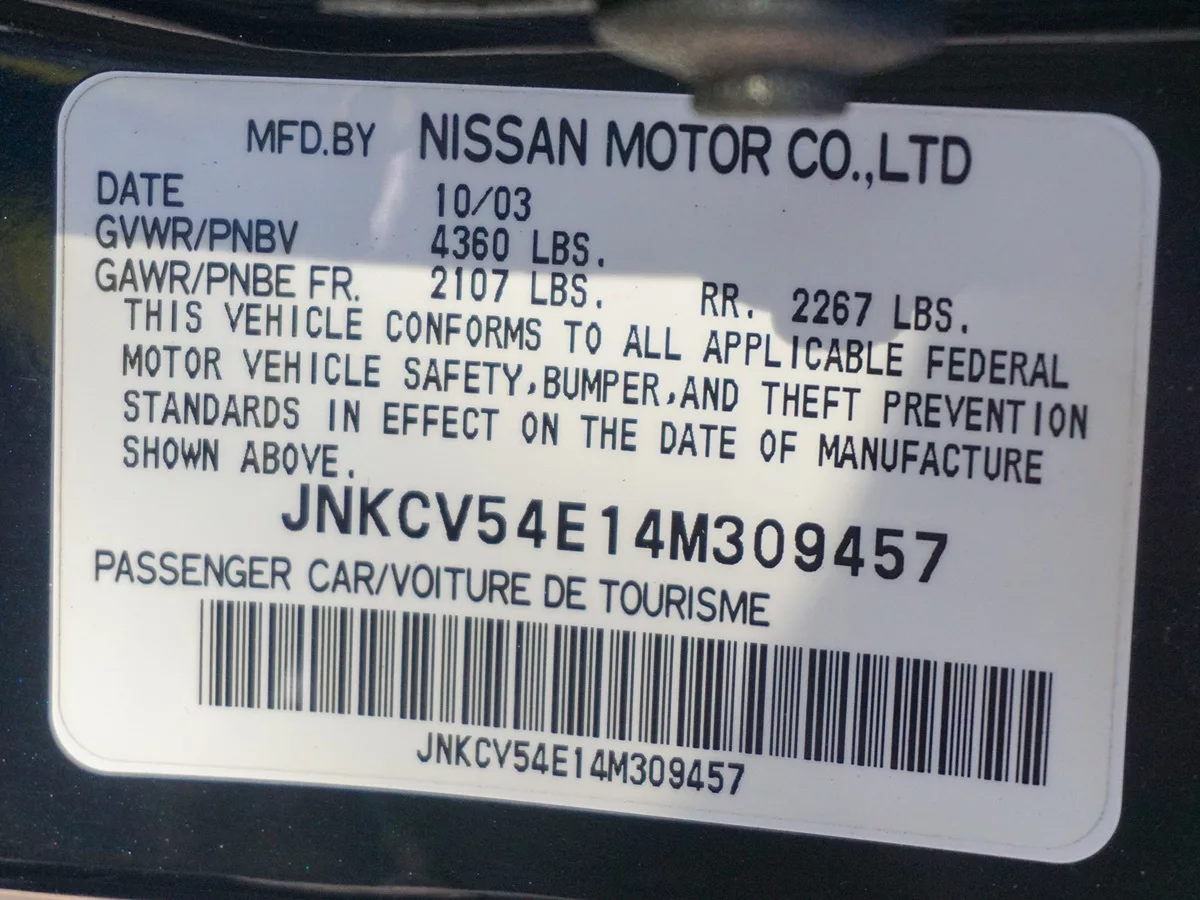 MFD.BY NISSAN MOTOR CO.,LTD
DATE 10/03
GVWR/PNBV 4360 LBS.
GAWR/PNBE FR. 2107 LBS. RR. 2267 LBS.
THIS VEHICLE CONFORMS TO ALL APPLICABLE FEDERAL
MOTOR VEHICLE SAFETY,BUMPER,AND THEFT PREVENTION
STANDARDS IN EFFECT ON THE DATE OF MANUFACTURE
SHOWN ABOVE.
JNKCV54E14M309457
PASSENGER CAR/VOITURE DE TOURISME
JNKCV54E14M309457